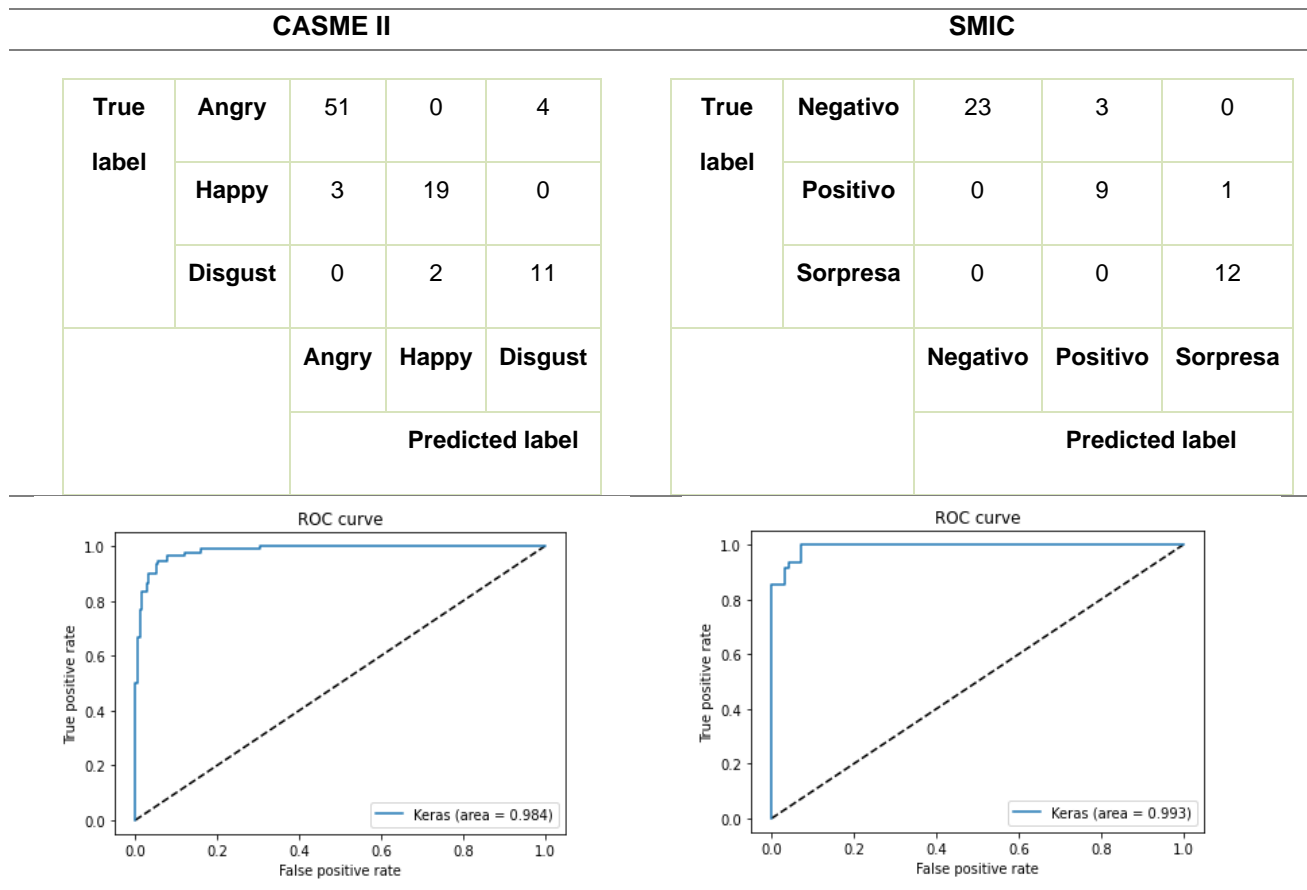 CASME II SMIC
True label Angry 51 0 4
Happy 3 19 0
Disgust 0 2 11
Angry Happy Disgust
Predicted label
True label Negativo 23 3 0
Positivo 0 9 1
Sorpresa 0 0 12
Negativo Positivo Sorpresa
Predicted label
ROC curve
True positive rate
1.0
0.8
0.6
0.4
0.2
0.0
Keras (area = 0.984)
0.0 0.2 0.4 0.6 0.8 1.0
False positive rate
ROC curve
True positive rate
1.0
0.8
0.6
0.4
0.2
0.0
Keras (area = 0.993)
0.0 0.2 0.4 0.6 0.8 1.0
False positive rate